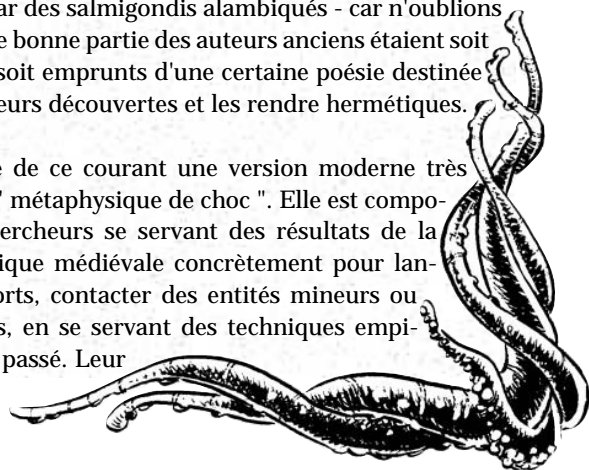 ar des salmigondis alambiqués - car n'oublions
e bonne partie des auteurs anciens étaient soit
soit emprunts d'une certaine poésie destinée
eurs découvertes et les rendre hermétiques.
e de ce courant une version moderne très
" métaphysique de choc ". Elle est compo-
ercheurs se servant des résultats de la
ique médiévale concrètement pour lan-
orts, contacter des entités mineurs ou
s, en se servant des techniques empi-
passé. Leur